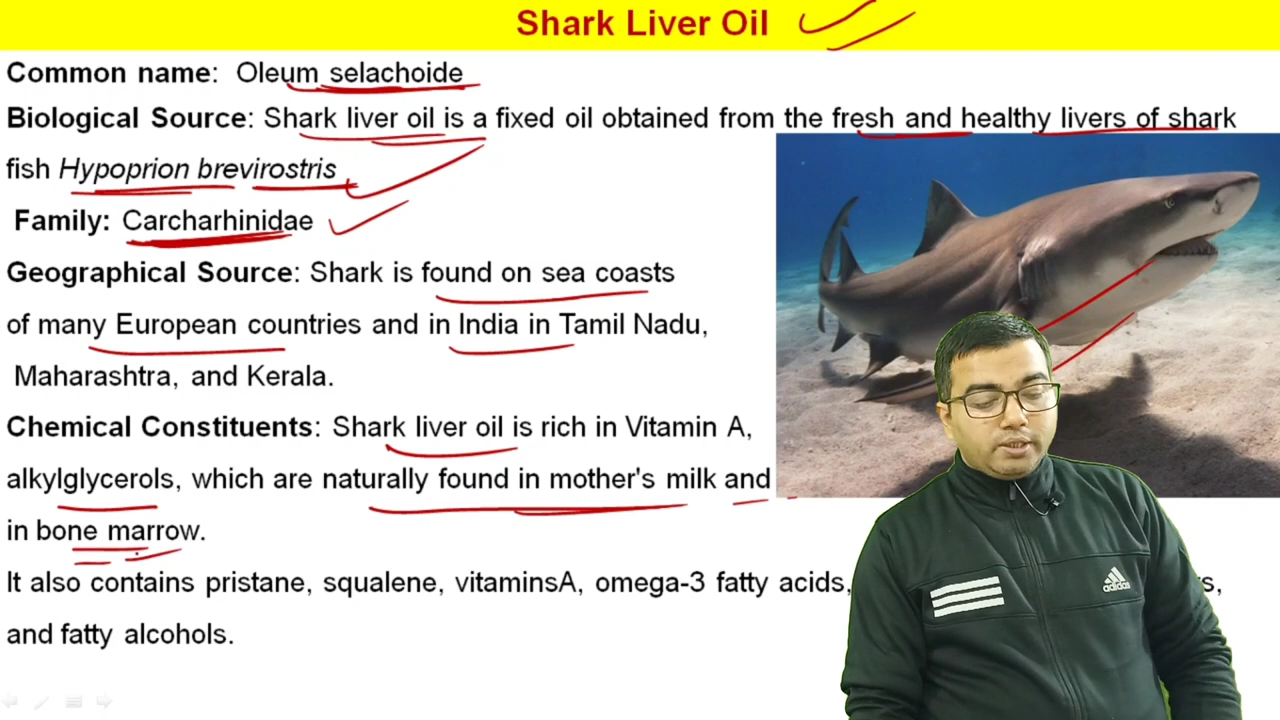 Shark Liver Oil
Common name: Oleum selachoide
Biological Source: Shark liver oil is a fixed oil obtained from the fresh and healthy livers of shark
fish Hypoprion brevirostris
Family: Carcharhinidae
Geographical Source: Shark is found on sea coasts
of many European countries and in India in Tamil Nadu,
Maharashtra, and Kerala.
Chemical Constituents: Shark liver oil is rich in Vitamin A,
alkylglycerols, which are naturally found in mother's milk and
in bone marrow.
It also contains pristane, squalene, vitaminsA, omega-3 fatty acids,
and fatty alcohols.
adidas